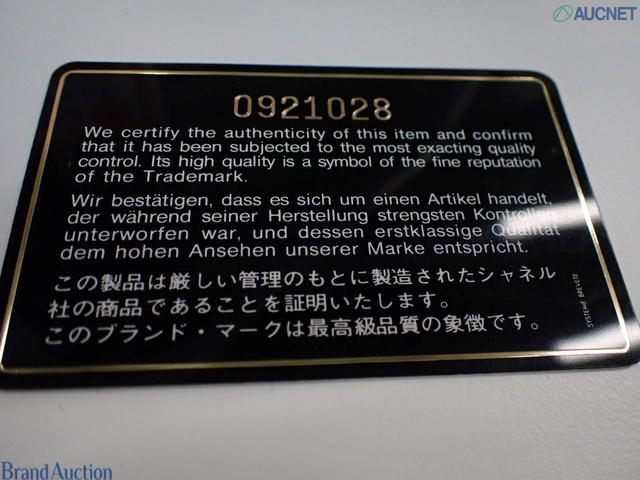 AUCNET
0921028
We certify the authenticity of this item and confirm
that it has been subjected to the most exacting quality
control. Its high quality is a symbol of the fine reputation
of the Trademark.
Wir bestätigen, dass es sich um einen Artikel handelt,
der während seiner Herstellung strengsten Kontrollen
unterworfen war, und dessen erstklassige Qualität
dem hohen Ansehen unserer Marke entspricht.
この製品は厳しい管理のもとに製造されたシャネル
社の商品であることを証明いたします。
このブランド・マークは最高級品質の象徴です。
SYSTEME BREVETE
Brand Auction